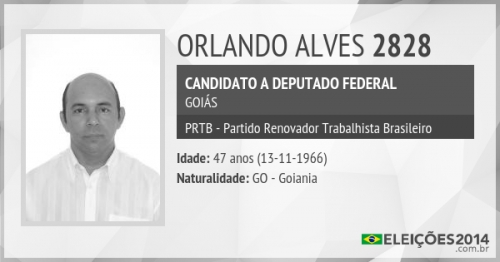 ORLANDO ALVES 2828
CANDIDATO A DEPUTADO FEDERAL
GOIÁS
PRTB - Partido Renovador Trabalhista Brasileiro
Idade: 47 anos (13-11-1966)
Naturalidade: GO - Goiania
ELEIÇÕES2014
.com.br